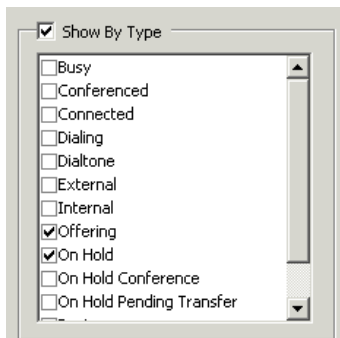 Show By Type
Busy
Conferenced
Connected
Dialing
Dialtone
External
Internal
Offering
On Hold
On Hold Conference
On Hold Pending Transfer